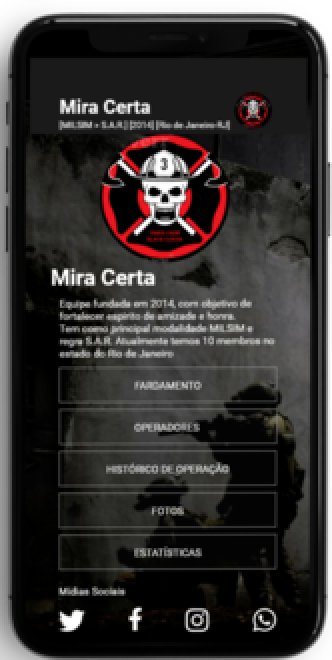 Mira Certa
[MILSIM + S.A.R.] [2014] [Rio de Janeiro-RJ]
3
Mira Certa
Equipe fundada em 2014, com objetivo de
fortalecer espirito de amizade e honra.
Tem como principal modalidade MILSIM e
regra S.A.R. Atualmente temos 10 membros no
estado do Rio de Janeiro
FARDAMENTO
OPERADORES
HISTÓRICO DE OPERAÇÃO
FOTOS
ESTATÍSTICAS
Mídias Sociais